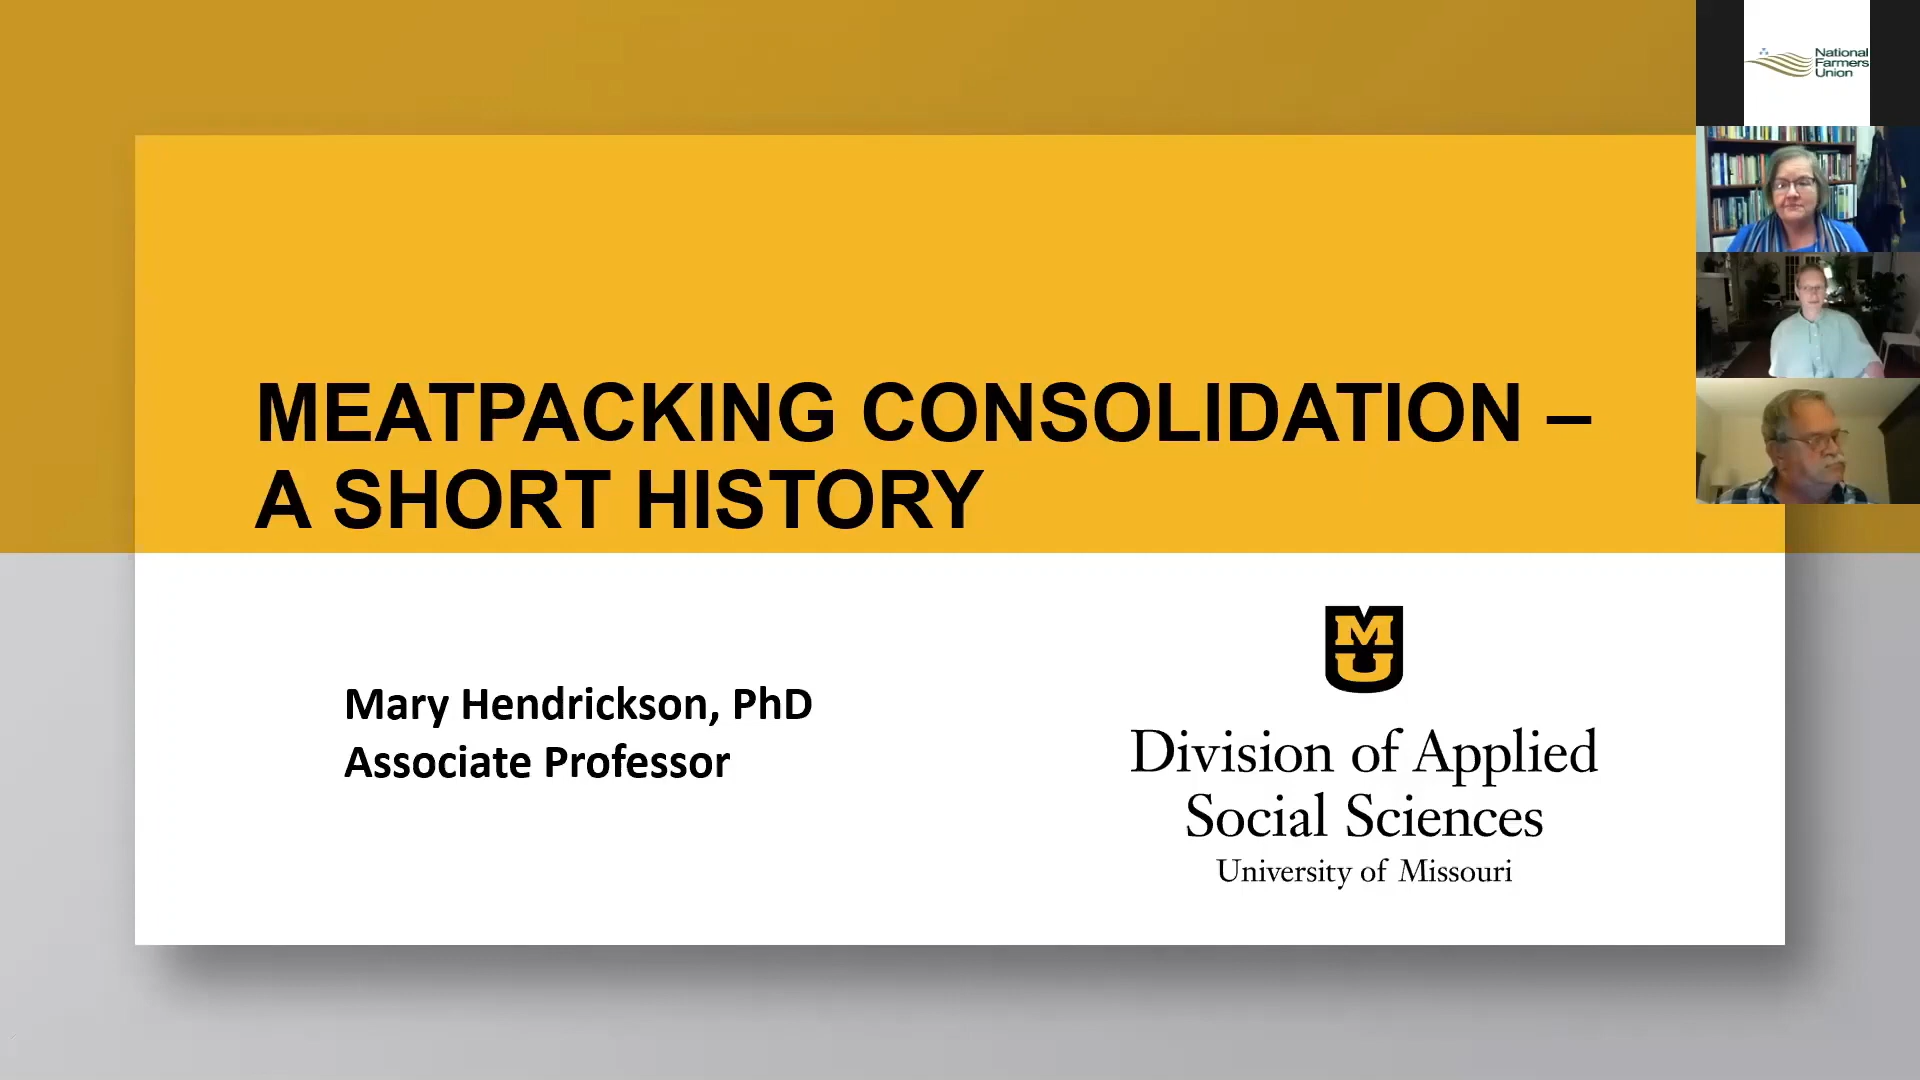 MEATPACKING CONSOLIDATION –
A SHORT HISTORY
Mary Hendrickson, PhD
Associate Professor
MU
Division of Applied
Social Sciences
University of Missouri
National
Farmers
Union